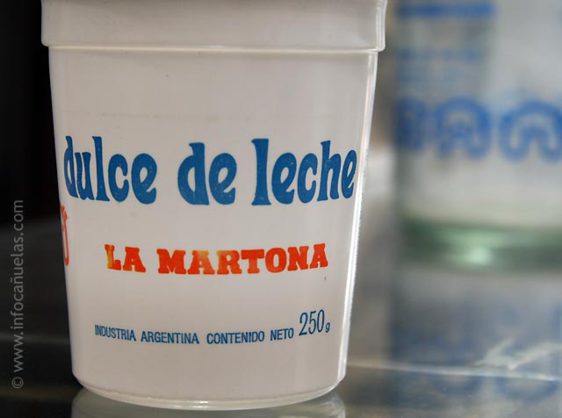 dulce de leche
LA MARTONA
INDUSTRIA ARGENTINA CONTENIDO NETO 250g
© www.infocañuelas.com